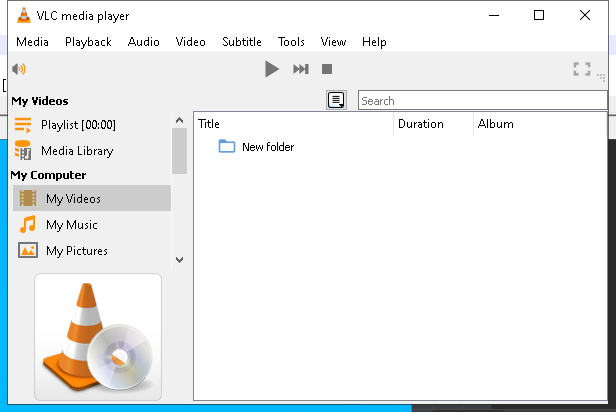 VLC media player
Media Playback Audio Video Subtitle Tools View Help
[
My Videos
Search
Playlist [00:00]
Title Duration Album
Media Library
New folder
My Computer
My Videos
My Music
My Pictures